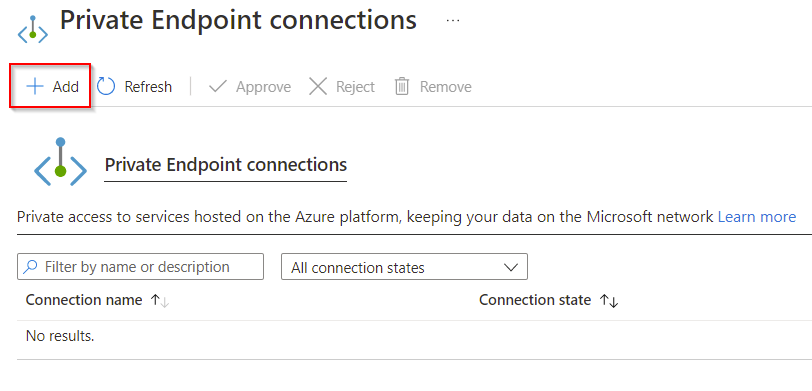 Private Endpoint connections ...
+ Add Refresh Approve Reject Remove
Private Endpoint connections
Private access to services hosted on the Azure platform, keeping your data on the Microsoft network Learn more
Filter by name or description All connection states
Connection name ↑↓ Connection state ↑↓
No results.